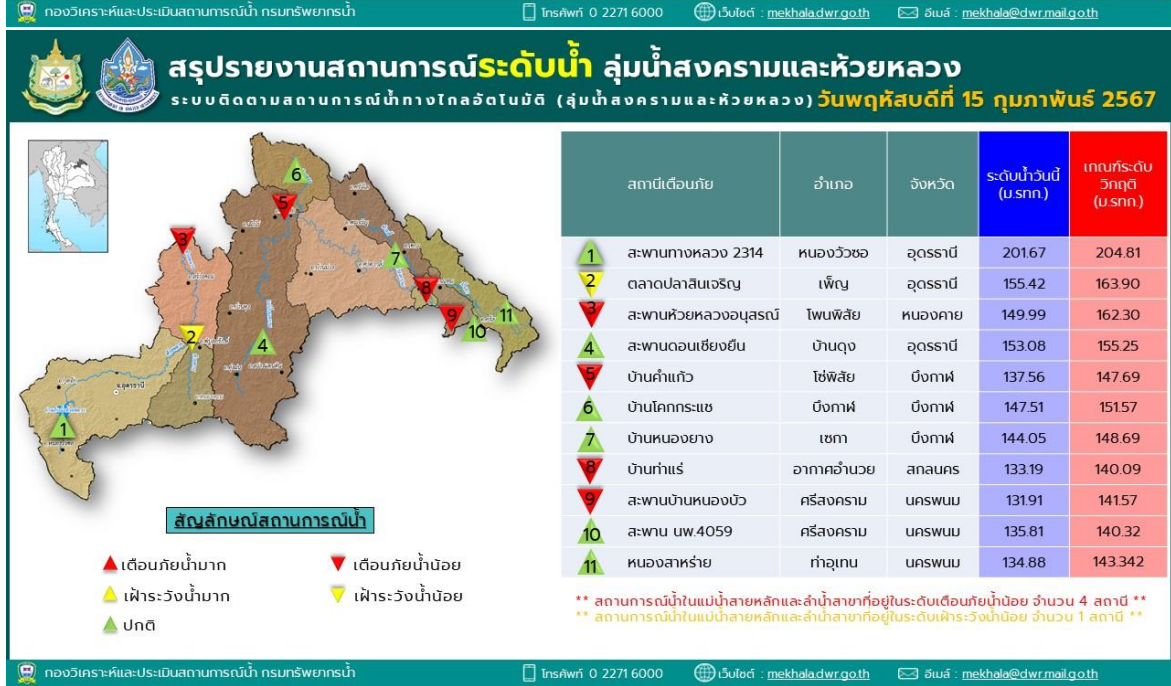 กองวิเคราะห์และประเมินสถานการณ์น้ำ กรมทรัพยากรน้ำ โทรศัพท์ 0 2271 6000 เว็บไซต์ : mekhala.dwr.go.th อีเมล์ : mekhala@dwr.mail.go.th
สรุปรายงานสถานการณ์ระดับน้ำ ลุ่มน้ำสงครามและห้วยหลวง
ระบบติดตามสถานการณ์น้ำทางไกลอัตโนมัติ (ลุ่มน้ำสงครามและห้วยหลวง) วันพฤหัสบดีที่ 15 กุมภาพันธ์ 2567
6
5
3
7
8
9
11
10
2
4
1
อ.อุดรธานี
สัญลักษณ์สถานการณ์น้ำ
เตือนภัยน้ำมาก เตือนภัยน้ำน้อย
เฝ้าระวังน้ำมาก เฝ้าระวังน้ำน้อย
ปกติ
สถานีเตือนภัย อำเภอ จังหวัด ระดับน้ำวันนี้ (ม.รทก.) เกณฑ์ระดับวิกฤติ (ม.รทก.)
1 สะพานทางหลวง 2314 หนองวัวซอ อุดรธานี 201.67 204.81
2 ตลาดปลาสินเจริญ เพ็ญ อุดรธานี 155.42 163.90
3 สะพานห้วยหลวงอนุสรณ์ โพนพิสัย หนองคาย 149.99 162.30
4 สะพานดอนเชียงยืน บ้านดุง อุดรธานี 153.08 155.25
5 บ้านคำแก้ว โซ่พิสัย บึงกาฬ 137.56 147.69
6 บ้านโคกกระแซ บึงกาฬ บึงกาฬ 147.51 151.57
7 บ้านหนองยาง เซกา บึงกาฬ 144.05 148.69
8 บ้านท่าแร่ อากาศอำนวย สกลนคร 133.19 140.09
9 สะพานบ้านหนองบัว ศรีสงคราม นครพนม 131.91 141.57
10 สะพาน นพ.4059 ศรีสงคราม นครพนม 135.81 140.32
11 หนองสาหร่าย ท่าอุเทน นครพนม 134.88 143.342
** สถานการณ์น้ำในแม่น้ำสายหลักและลำน้ำสาขาที่อยู่ในระดับเตือนภัยน้ำน้อย จำนวน 4 สถานี **
** สถานการณ์น้ำในแม่น้ำสายหลักและลำน้ำสาขาที่อยู่ในระดับเฝ้าระวังน้ำน้อย จำนวน 1 สถานี **
กองวิเคราะห์และประเมินสถานการณ์น้ำ กรมทรัพยากรน้ำ โทรศัพท์ 0 2271 6000 เว็บไซต์ : mekhala.dwr.go.th อีเมล์ : mekhala@dwr.mail.go.th